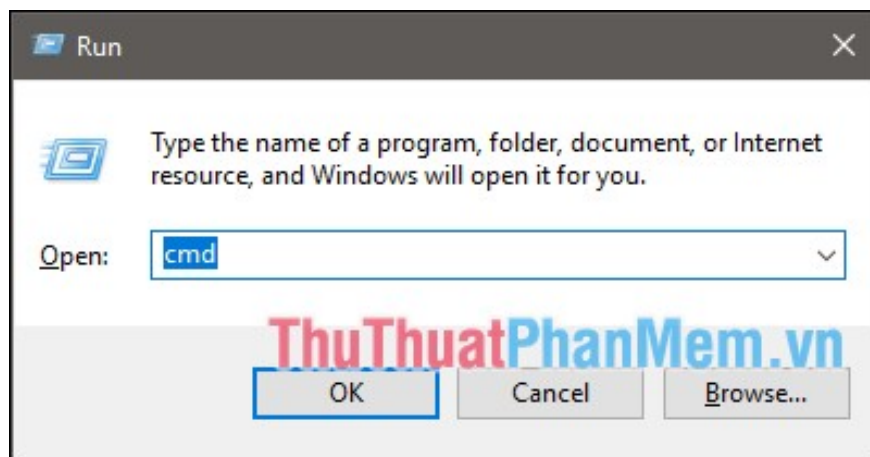 Run
Type the name of a program, folder, document, or Internet
resource, and Windows will open it for you.
Open: cmd
ThuThuatPhanMem.vn
OK Cancel Browse...